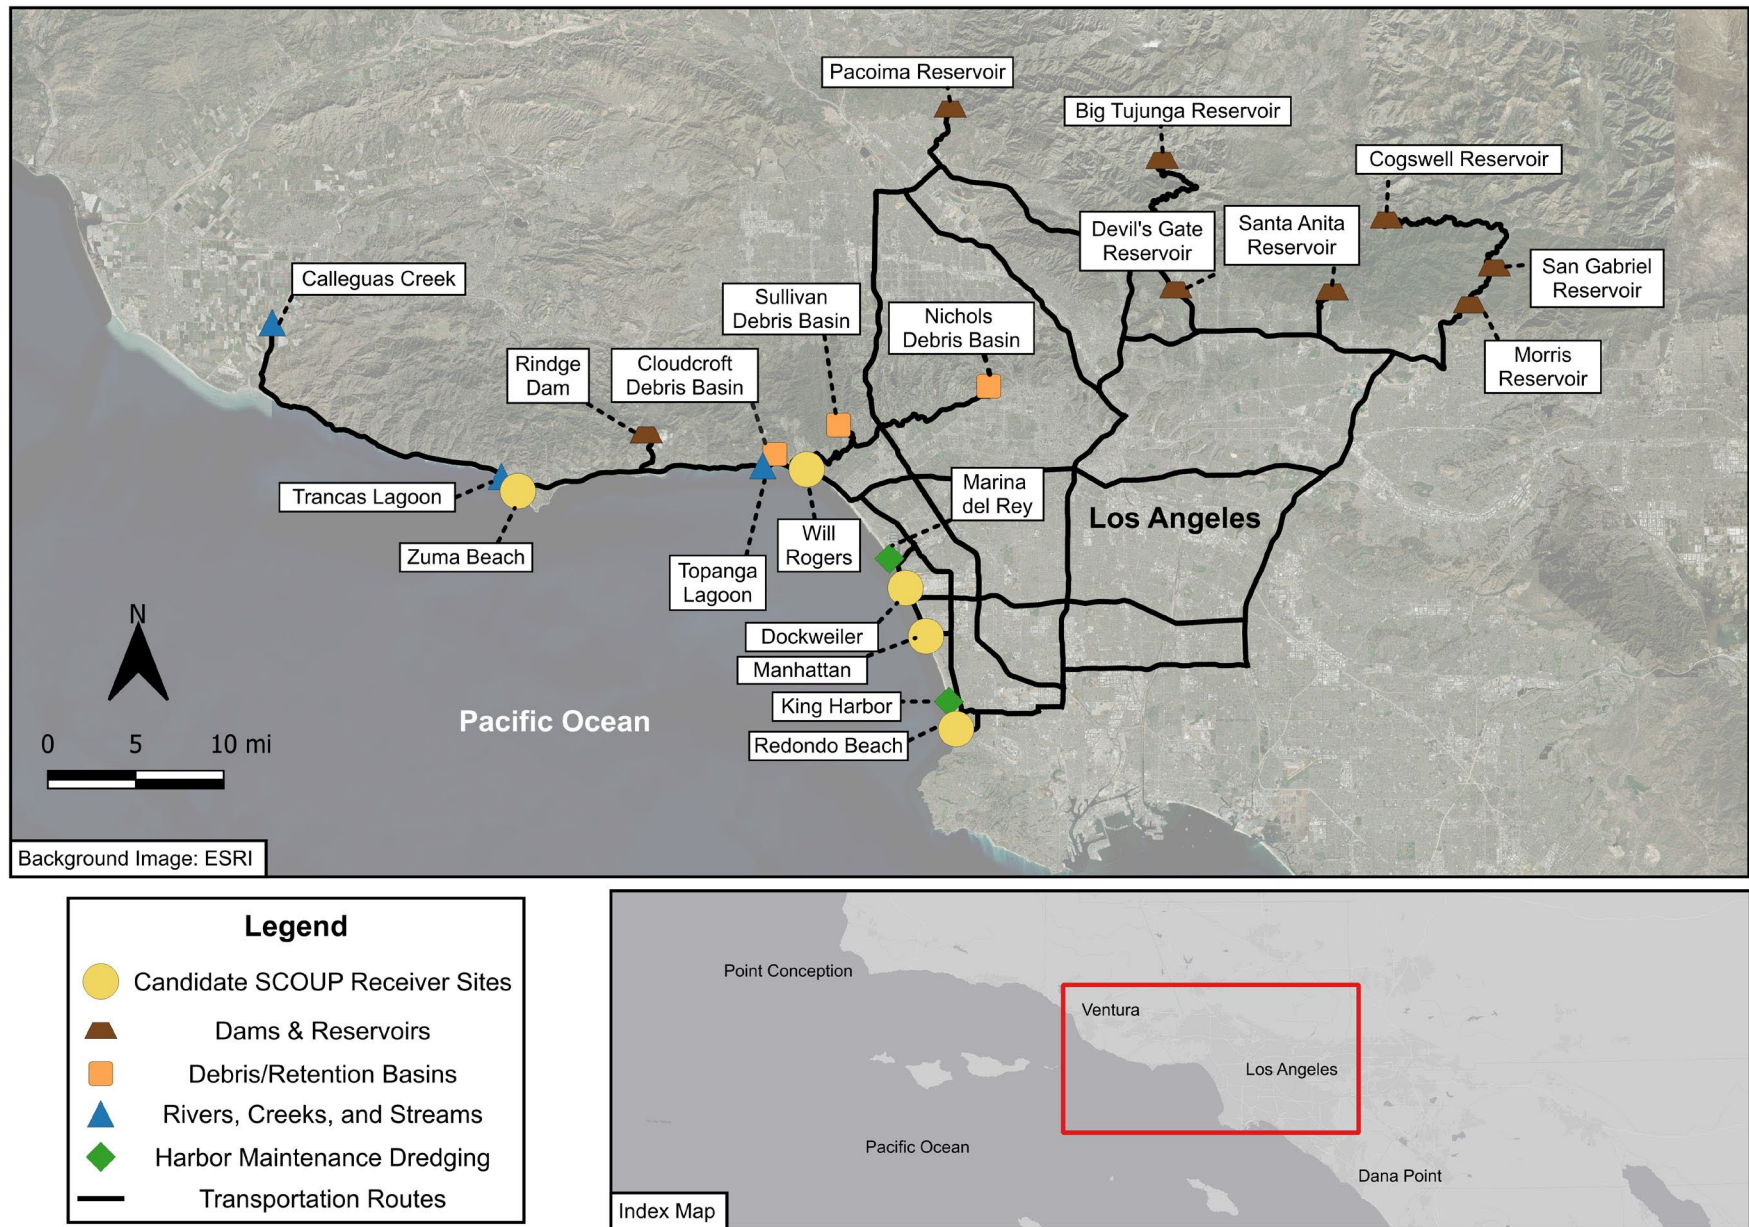 Pacoima Reservoir
Big Tujunga Reservoir
Cogswell Reservoir
Devil's Gate
Reservoir
Santa Anita
Reservoir
San Gabriel
Reservoir
Calleguas Creek
Sullivan
Debris Basin
Nichols
Debris Basin
Morris
Reservoir
Rindge
Dam
Cloudcroft
Debris Basin
Trancas Lagoon
Marina
del Rey
Los Angeles
Will
Rogers
Zuma Beach
Topanga
Lagoon
Dockweiler
Manhattan
King Harbor
Redondo Beach
Pacific Ocean
N
0 5 10 mi
Background Image: ESRI
Legend
Candidate SCOUP Receiver Sites
Dams & Reservoirs
Debris/Retention Basins
Rivers, Creeks, and Streams
Harbor Maintenance Dredging
Transportation Routes
Point Conception
Ventura
Los Angeles
Pacific Ocean
Dana Point
Index Map